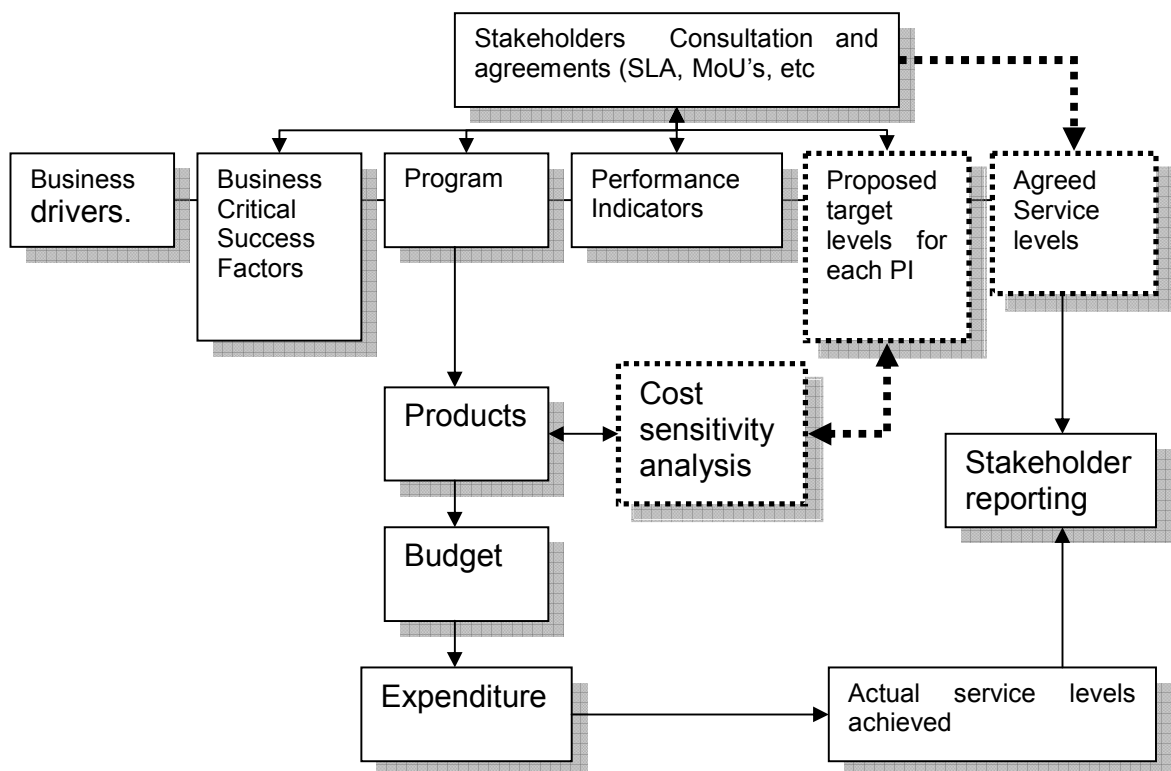 Stakeholders Consultation and
agreements (SLA, MoU's, etc
Business
drivers.
Business
Critical
Success
Factors
Program
Performance
Indicators
Proposed
target
levels for
each PI
Agreed
Service
levels
Products
Cost
sensitivity
analysis
Stakeholder
reporting
Budget
Expenditure
Actual service levels
achieved